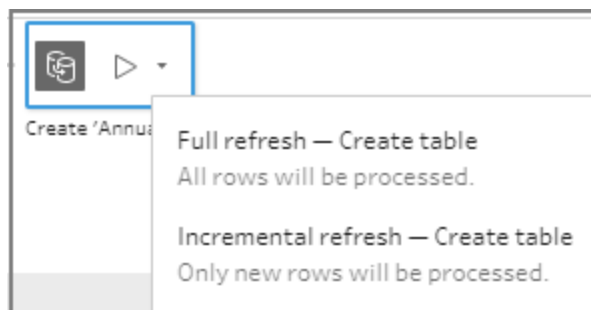 Create 'Annua
Full refresh — Create table
All rows will be processed.
Incremental refresh — Create table
Only new rows will be processed.